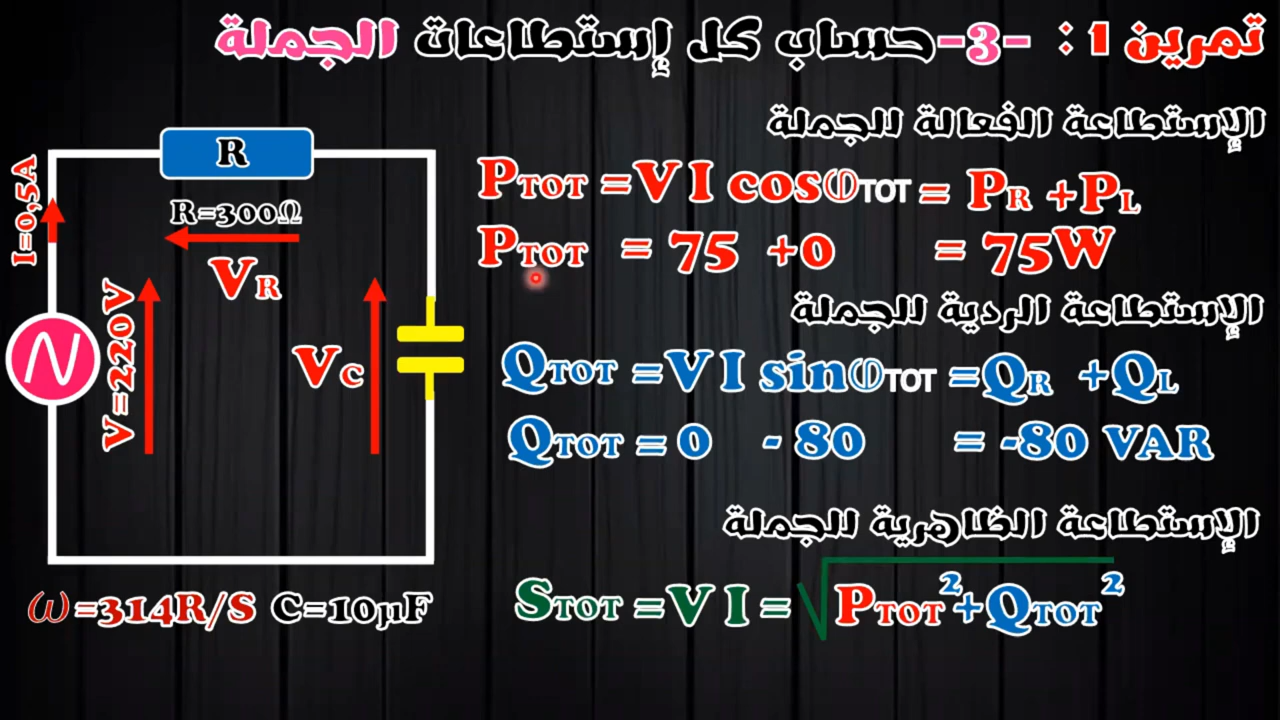 تمرين 1 : -3-حساب كل إستطاعات الجملة
الإستطاعة الفعالة للجملة
PTOT =V I cosφTOT = PR +PL
PTOT = 75 +0 = 75W
الإستطاعة الردية للجملة
QTOT =V I sinφTOT =QR +QL
QTOT = 0 - 80 = -80 VAR
الإستطاعة الظاهرية للجملة
STOT =V I = √PTOT²+QTOT²
R
R=300Ω
VR
I=0,5A
V=220V
VC
ω=314R/S C=10μF